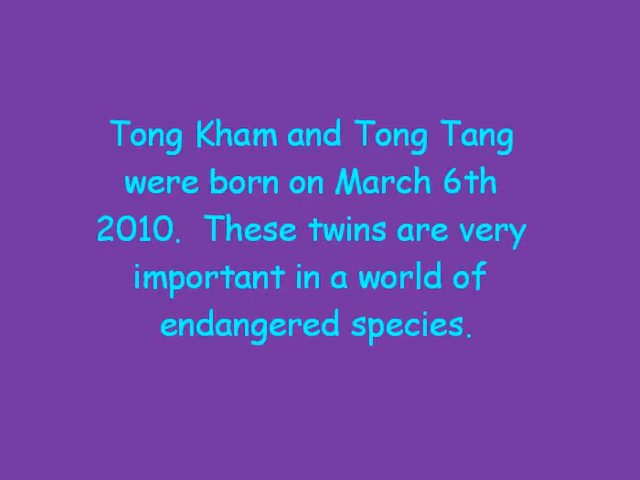 Tong Kham and Tong Tang
were born on March 6th
2010.  These twins are very
important in a world of
endangered species.